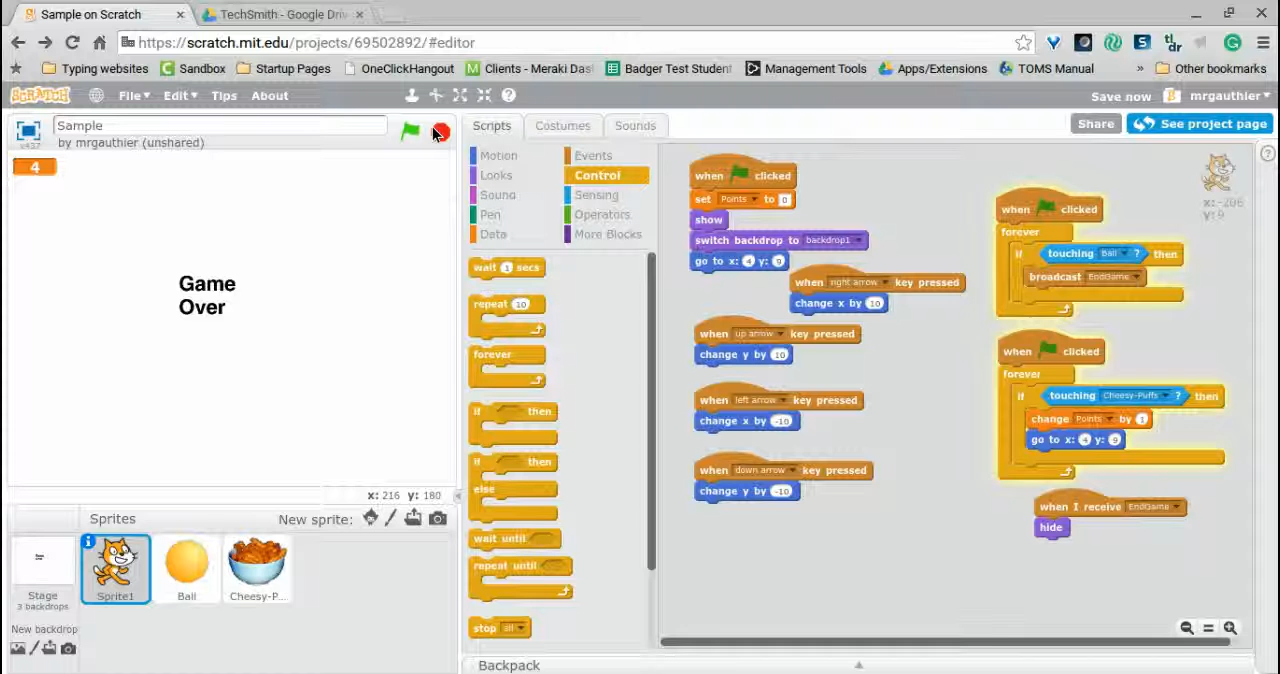 Sample on Scratch ×
TechSmith - Google Driv ×
https://scratch.mit.edu/projects/69502892/#editor
Typing websites Sandbox Startup Pages OneClickHangout Clients - Meraki Das Badger Test Student Management Tools Apps/Extensions TOMS Manual » Other bookmarks
SCRATCH File Edit Tips About Save now mrgauthier
Sample
by mrgauthier (unshared)
v437
Share
See project page
4
Game
Over
x: 216 y: 180
Sprites New sprite:
Stage
3 backdrops
New backdrop
Sprite1
Ball
Cheesy-P...
Scripts Costumes Sounds
Motion Events
Looks Control
Sound Sensing
Pen Operators
Data More Blocks
wait 1 secs
repeat 10
forever
if then
if then
else
wait until
repeat until
stop all
when clicked
set Points to 0
show
switch backdrop to backdrop1
go to x: 4 y: 9
when right arrow key pressed
change x by 10
when up arrow key pressed
change y by 10
when left arrow key pressed
change x by -10
when down arrow key pressed
change y by -10
when clicked
forever
if touching Ball ? then
broadcast EndGame
when clicked
forever
if touching Cheesy-Puffs ? then
change Points by 1
go to x: 4 y: 9
when I receive EndGame
hide
x: -206
y: 9
Backpack